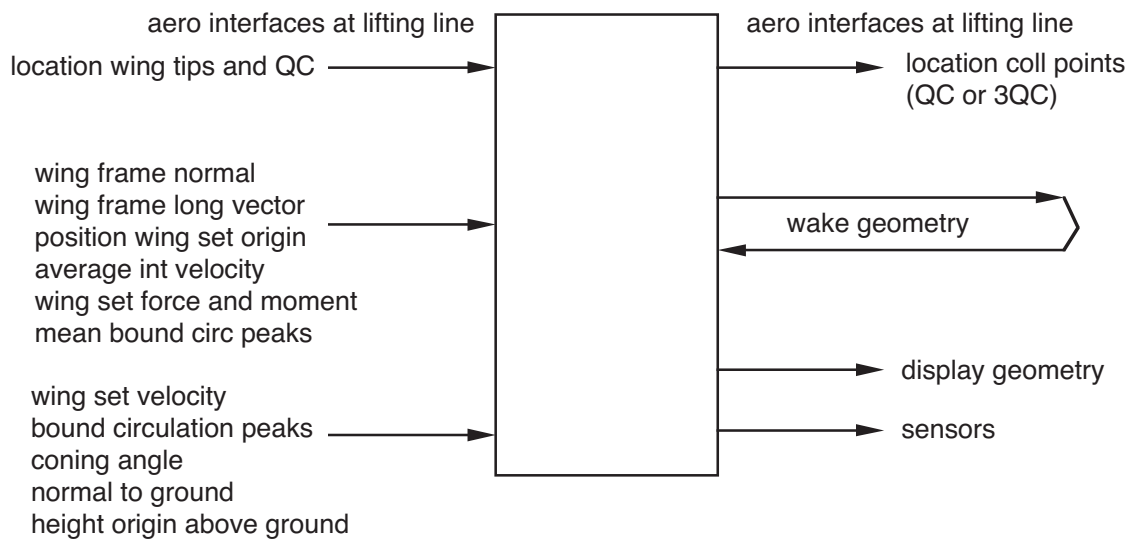 aero interfaces at lifting line
location wing tips and QC
wing frame normal
wing frame long vector
position wing set origin
average int velocity
wing set force and moment
mean bound circ peaks
wing set velocity
bound circulation peaks
coning angle
normal to ground
height origin above ground
aero interfaces at lifting line
location coll points
(QC or 3QC)
wake geometry
display geometry
sensors